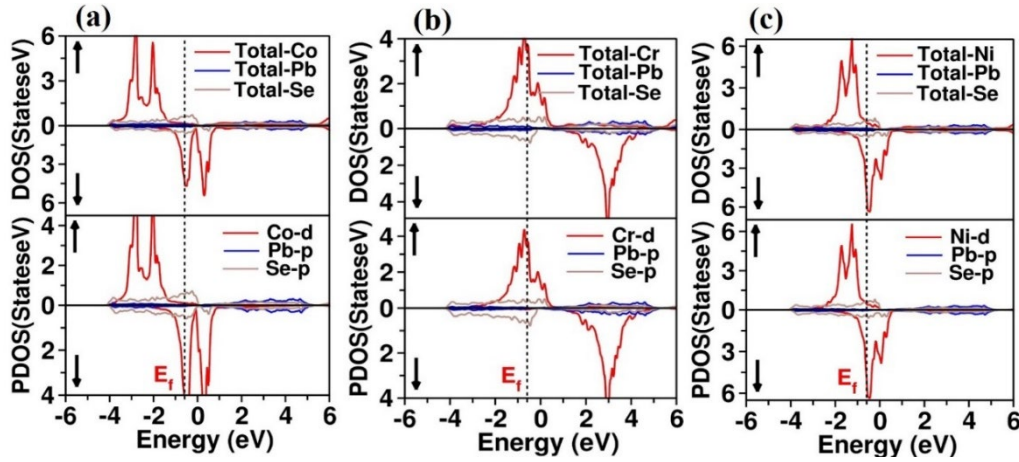 (a)
6
3
0
3
6
DOS(StateseV)
Total-Co
Total-Pb
Total-Se
4
2
0
2
4
PDOS(StateseV)
Co-d
Pb-p
Se-p
Ef
-6 -4 -2 0 2 4 6
Energy (eV)
(b)
4
2
0
2
4
DOS(StateseV)
Total-Cr
Total-Pb
Total-Se
4
2
0
2
4
PDOS(StateseV)
Cr-d
Pb-p
Se-p
Ef
-6 -4 -2 0 2 4 6
Energy (eV)
(c)
6
3
0
3
6
DOS(StateseV)
Total-Ni
Total-Pb
Total-Se
6
3
0
3
6
PDOS(StateseV)
Ni-d
Pb-p
Se-p
Ef
-6 -4 -2 0 2 4 6
Energy (eV)